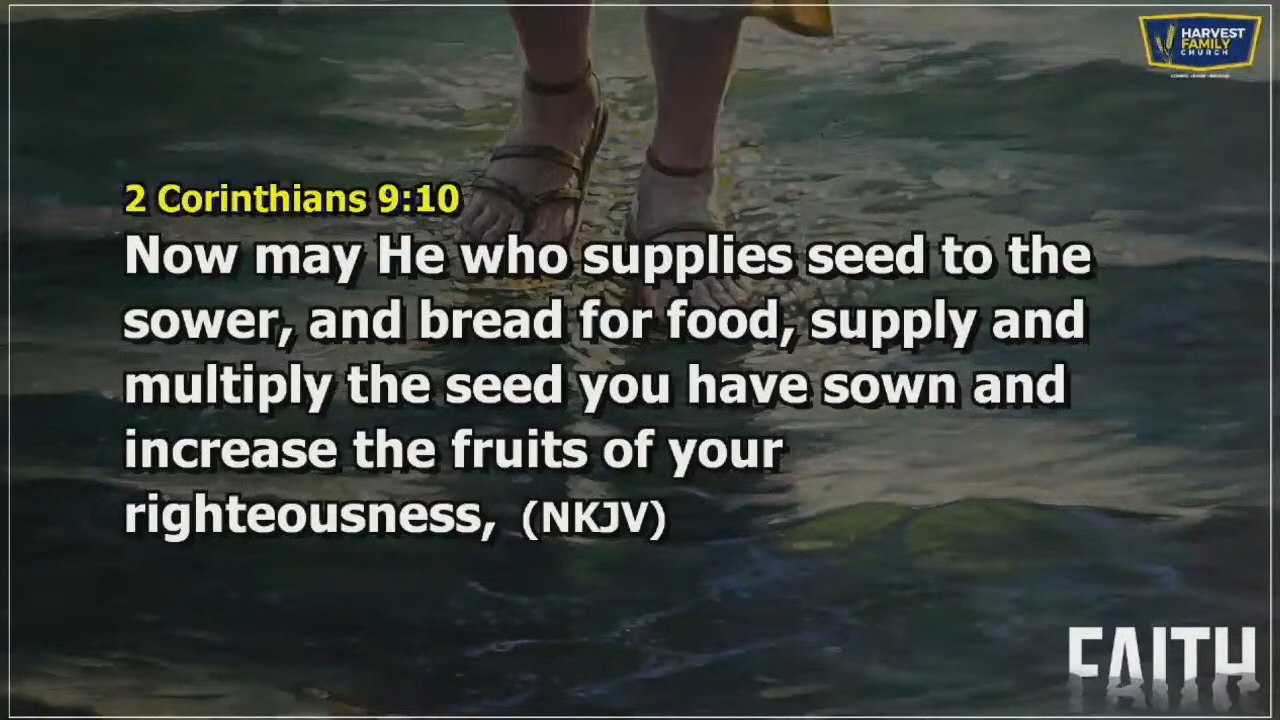 HARVEST
FAMILY
CHURCH
2 Corinthians 9:10
Now may He who supplies seed to the
sower, and bread for food, supply and
multiply the seed you have sown and
increase the fruits of your
righteousness, (NKJV)
FAITH